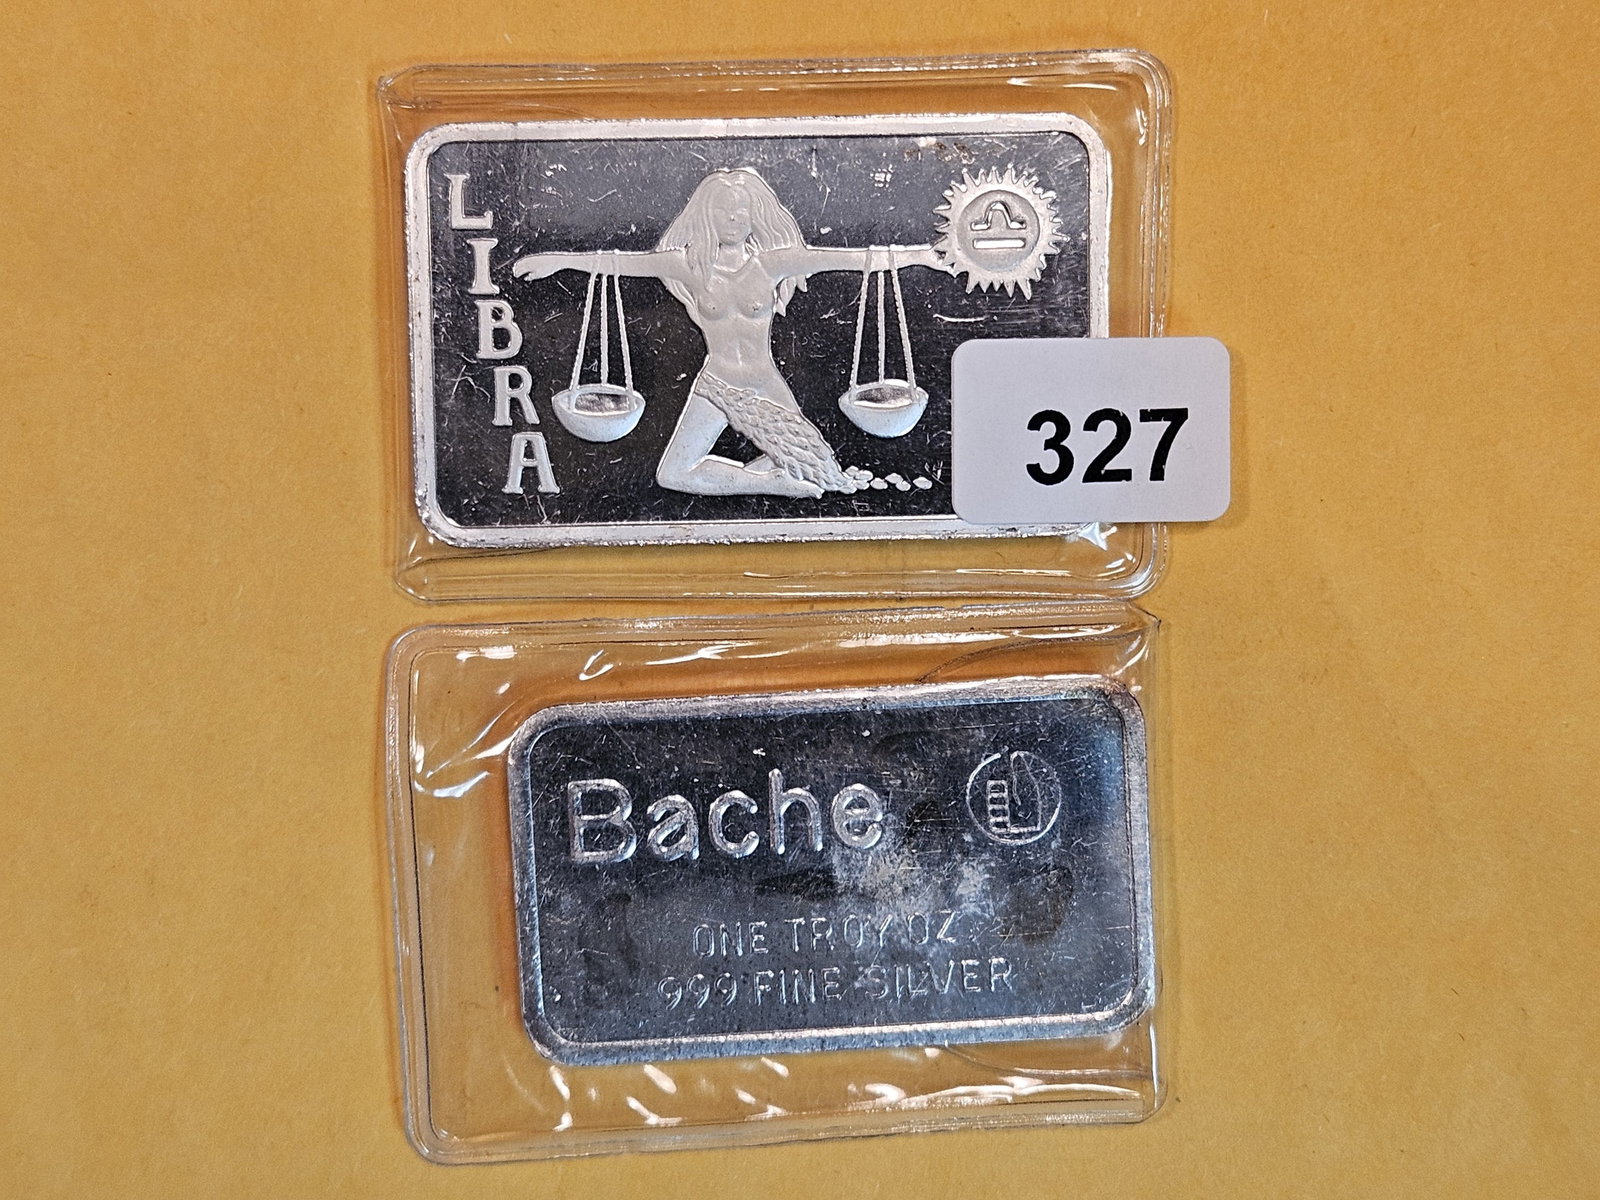 LIBRA
327
Bache
ONE TROY OZ
999 FINE SILVER